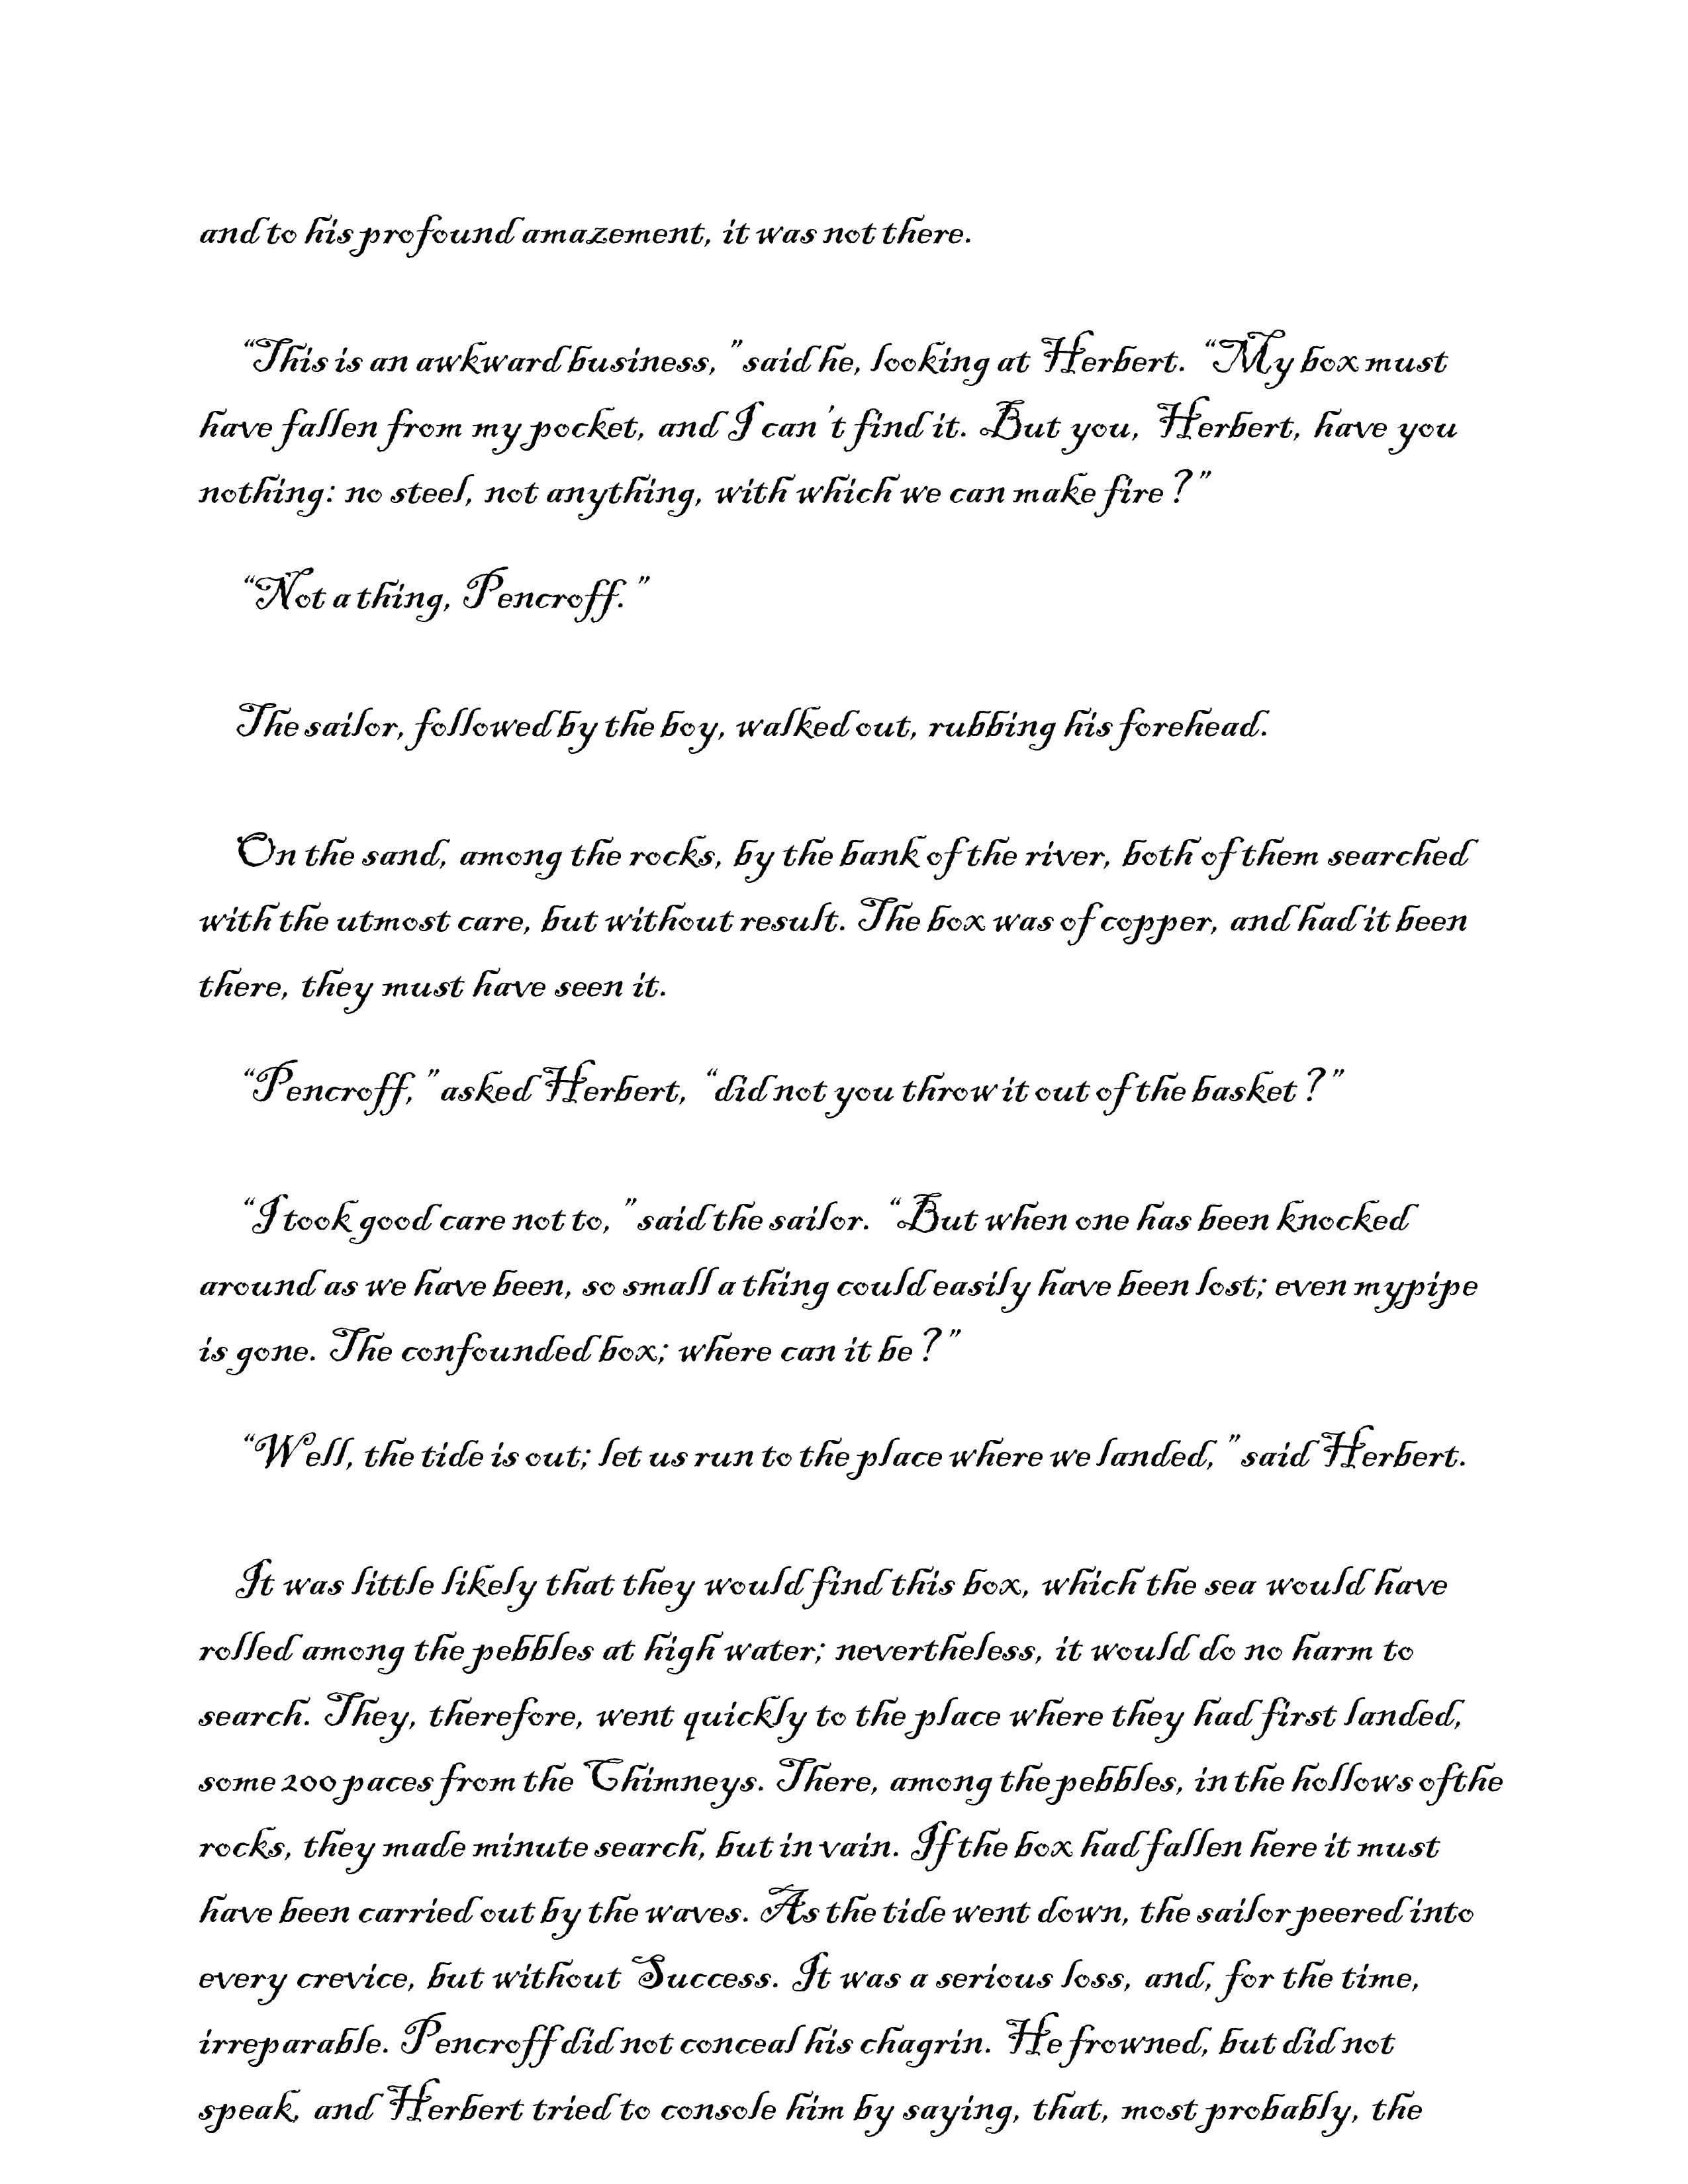 and to his profound amazement, it was not there.
“This is an awkward business,” said he, looking at Herbert. “My box must
have fallen from my pocket, and I can’t find it. But you, Herbert, have you
nothing: no steel, not anything, with which we can make fire?”
“Not a thing, Pencroff.”
The sailor, followed by the boy, walked out, rubbing his forehead.
On the sand, among the rocks, by the bank of the river, both of them searched
with the utmost care, but without result. The box was of copper, and had it been
there, they must have seen it.
“Pencroff,” asked Herbert, “did not you throw it out of the basket?”
“I took good care not to,” said the sailor. “But when one has been knocked
around as we have been, so small a thing could easily have been lost; even my pipe
is gone. The confounded box; where can it be?”
“Well, the tide is out; let us run to the place where we landed,” said Herbert.
It was little likely that they would find this box, which the sea would have
rolled among the pebbles at high water; nevertheless, it would do no harm to
search. They, therefore, went quickly to the place where they had first landed,
some 200 paces from the Chimneys. There, among the pebbles, in the hollows of the
rocks, they made minute search, but in vain. If the box had fallen here it must
have been carried out by the waves. As the tide went down, the sailor peered into
every crevice, but without Success. It was a serious loss, and, for the time,
irreparable. Pencroff did not conceal his chagrin. He frowned, but did not
speak, and Herbert tried to console him by saying, that, most probably, the